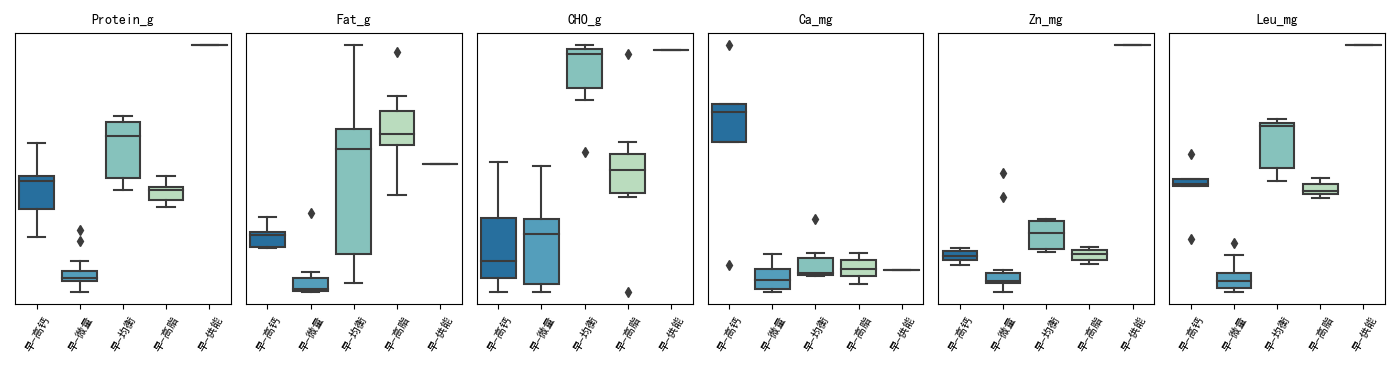 Protein_g
Fat_g
CHO_g
Ca_mg
Zn_mg
Leu_mg
早-高钙
早-微量
早-均衡
早-高脂
早-供能
早-高钙
早-微量
早-均衡
早-高脂
早-供能
早-高钙
早-微量
早-均衡
早-高脂
早-供能
早-高钙
早-微量
早-均衡
早-高脂
早-供能
早-高钙
早-微量
早-均衡
早-高脂
早-供能
早-高钙
早-微量
早-均衡
早-高脂
早-供能